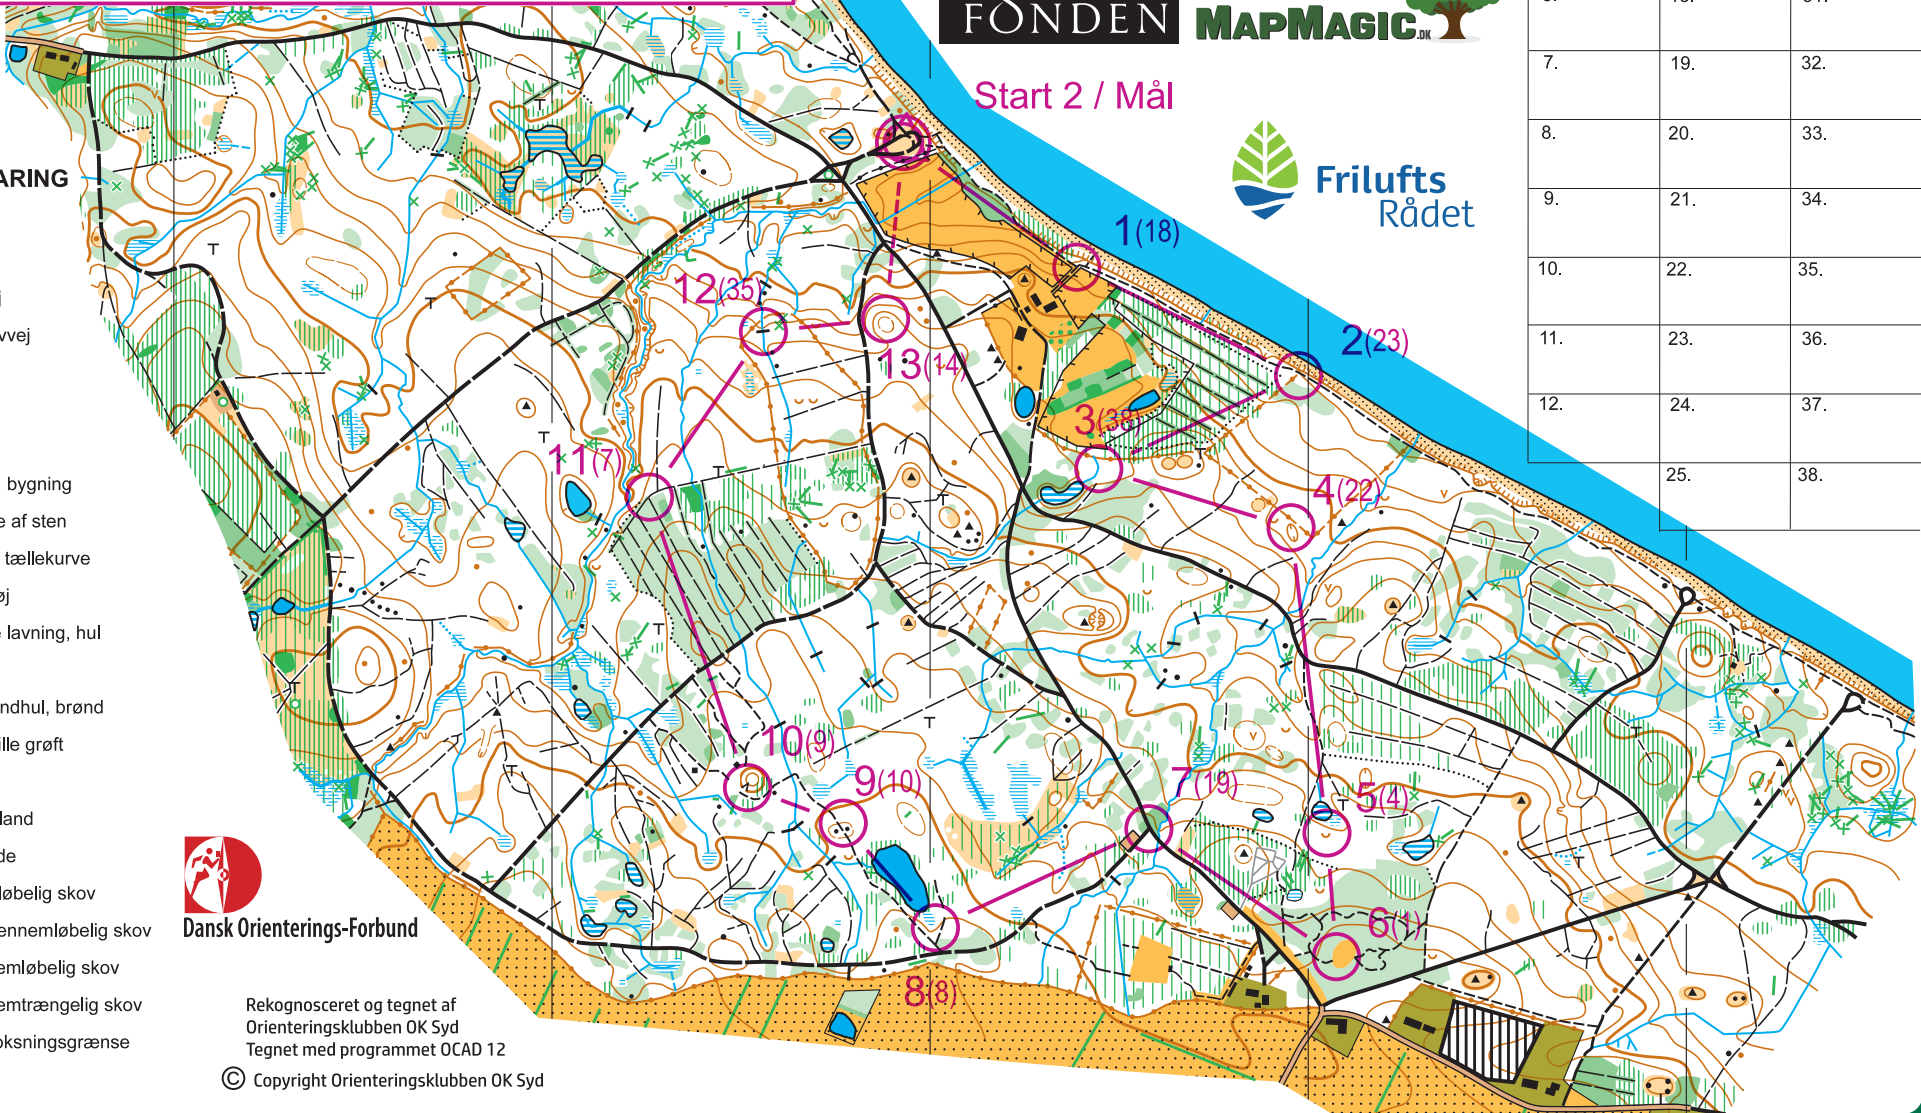 FONDEN
MAPMAGIC.DK
Start 2 / Mål
Frilufts
Rådet
7.
19.
32.
8.
20.
33.
9.
21.
34.
10.
22.
35.
11.
23.
36.
12.
24.
37.
25.
38.
ARING
bygning
e af sten
tællekurve
lavning, hul
ndhul, brønd
ille grøft
land
de
løbelig skov
ennemløbelig skov
emløbelig skov
emtrængelig skov
oksningsgrænse
1(18)
2(23)
3(38)
4(22)
5(4)
6(1)
7(19)
8(8)
9(10)
10(9)
11(7)
12(35)
13(14)
Dansk Orienterings-Forbund
Rekognosceret og tegnet af
Orienteringsklubben OK Syd
Tegnet med programmet OCAD 12
© Copyright Orienteringsklubben OK Syd